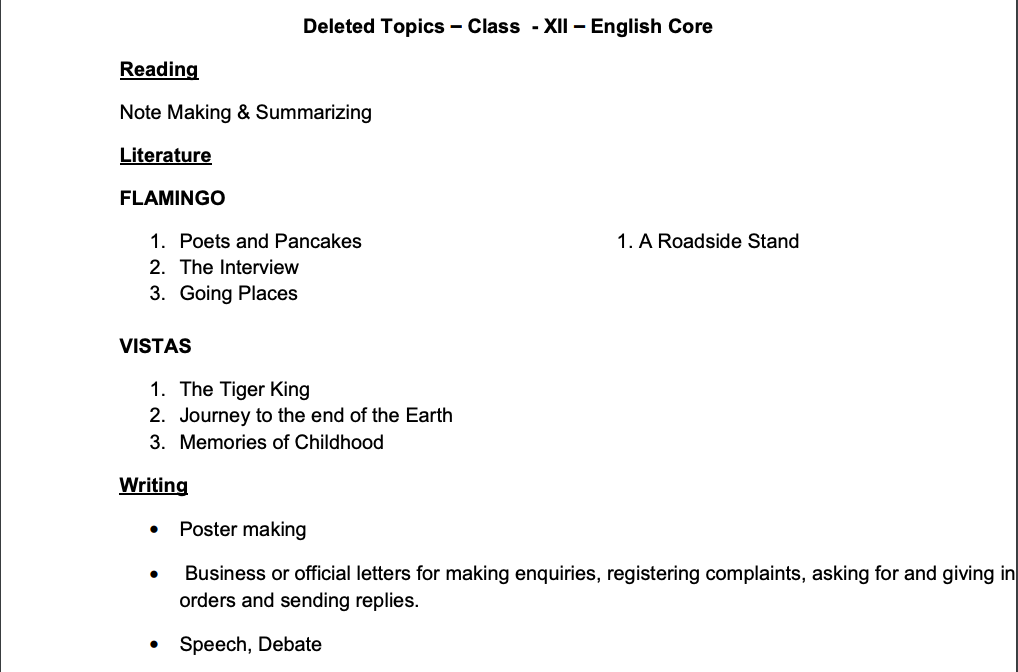 Deleted Topics – Class - XII – English Core
Reading
Note Making & Summarizing
Literature
FLAMINGO
1. Poets and Pancakes
2. The Interview
3. Going Places
1. A Roadside Stand
VISTAS
1. The Tiger King
2. Journey to the end of the Earth
3. Memories of Childhood
Writing
• Poster making
• Business or official letters for making enquiries, registering complaints, asking for and giving in
orders and sending replies.
• Speech, Debate